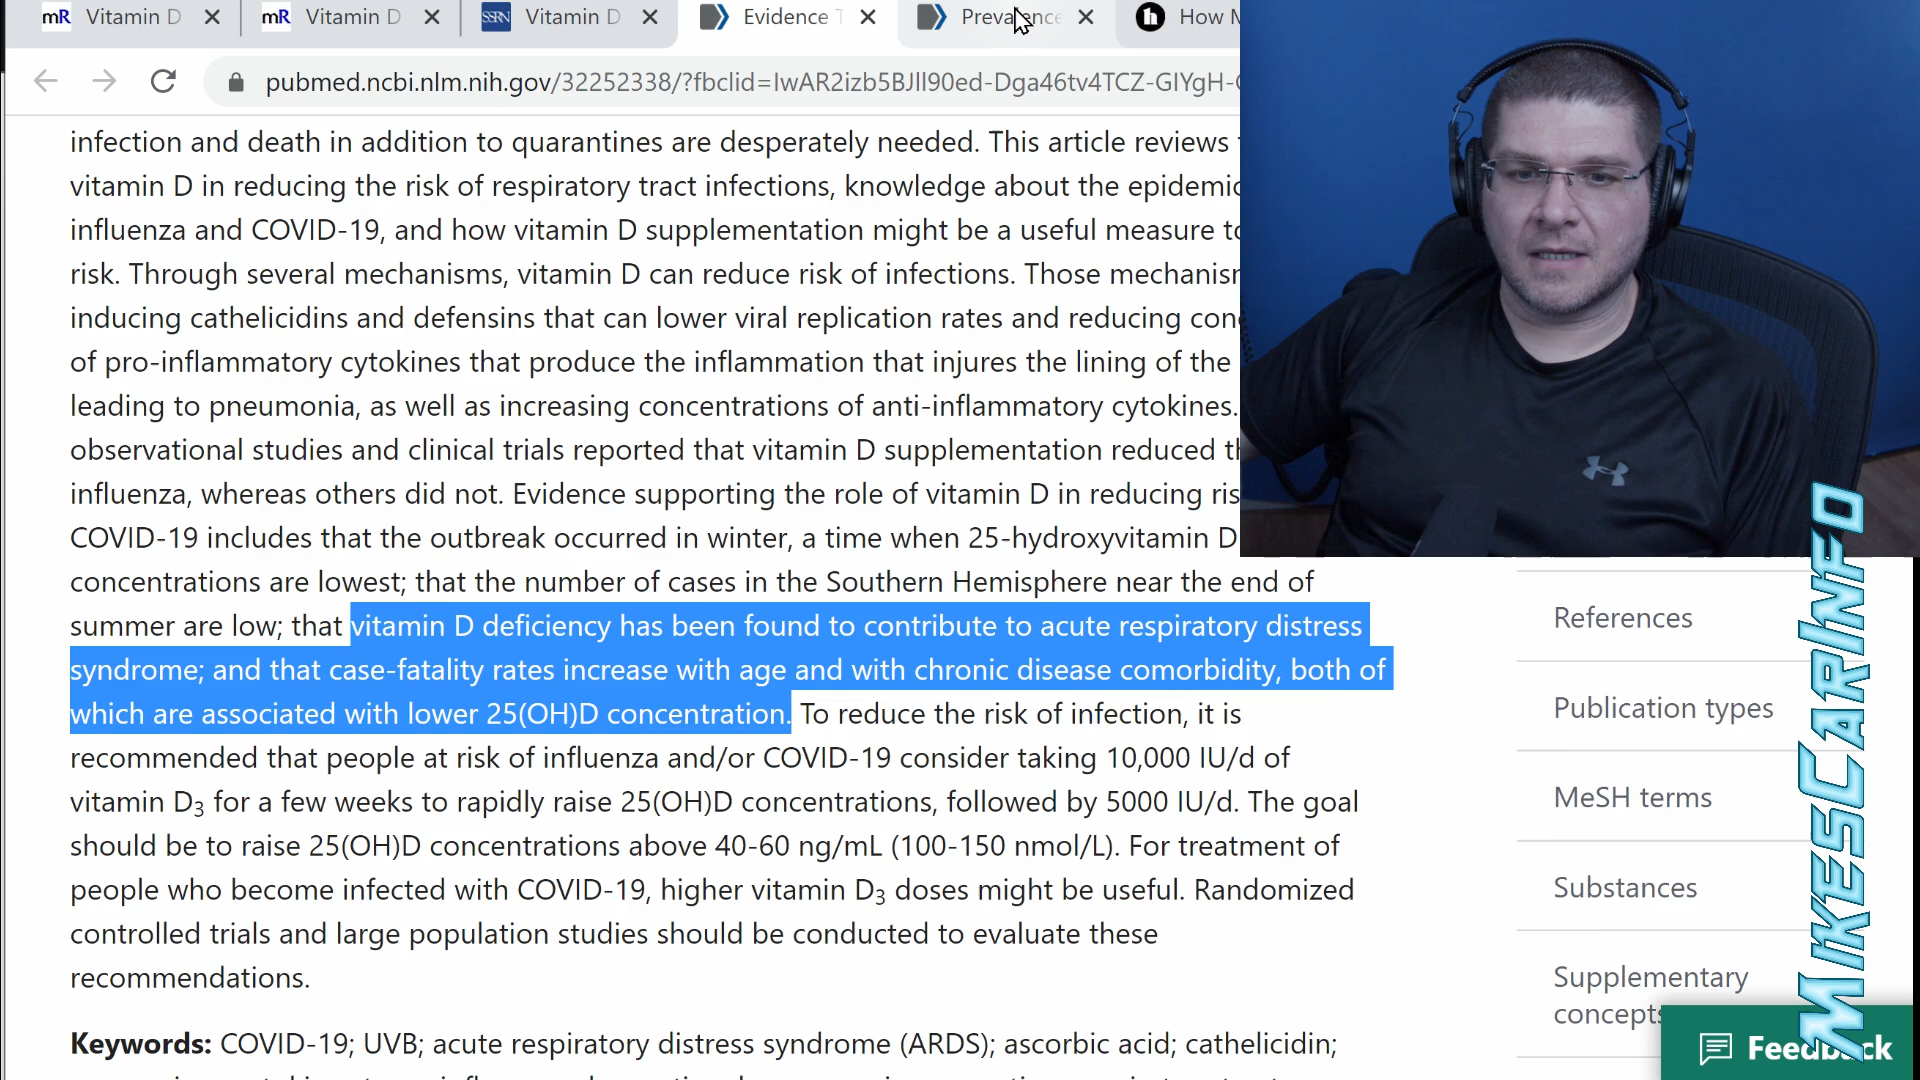 mR Vitamin D
mR Vitamin D
SSRN Vitamin D
Evidence
Prevalence
h How M
pubmed.ncbi.nlm.nih.gov/32252338/?fbclid=IwAR2izb5BJll90ed-Dga46tv4TCZ-GIYgH-
infection and death in addition to quarantines are desperately needed. This article reviews
vitamin D in reducing the risk of respiratory tract infections, knowledge about the epidemio
influenza and COVID-19, and how vitamin D supplementation might be a useful measure to
risk. Through several mechanisms, vitamin D can reduce risk of infections. Those mechanism
inducing cathelicidins and defensins that can lower viral replication rates and reducing con
of pro-inflammatory cytokines that produce the inflammation that injures the lining of the
leading to pneumonia, as well as increasing concentrations of anti-inflammatory cytokines.
observational studies and clinical trials reported that vitamin D supplementation reduced th
influenza, whereas others did not. Evidence supporting the role of vitamin D in reducing ris
COVID-19 includes that the outbreak occurred in winter, a time when 25-hydroxyvitamin D
concentrations are lowest; that the number of cases in the Southern Hemisphere near the end of
summer are low; that vitamin D deficiency has been found to contribute to acute respiratory distress
syndrome; and that case-fatality rates increase with age and with chronic disease comorbidity, both of
which are associated with lower 25(OH)D concentration. To reduce the risk of infection, it is
recommended that people at risk of influenza and/or COVID-19 consider taking 10,000 IU/d of
vitamin D3 for a few weeks to rapidly raise 25(OH)D concentrations, followed by 5000 IU/d. The goal
should be to raise 25(OH)D concentrations above 40-60 ng/mL (100-150 nmol/L). For treatment of
people who become infected with COVID-19, higher vitamin D3 doses might be useful. Randomized
controlled trials and large population studies should be conducted to evaluate these
recommendations.
Keywords: COVID-19; UVB; acute respiratory distress syndrome (ARDS); ascorbic acid; cathelicidin;
References
Publication types
MeSH terms
Substances
Supplementary
concepts
Feedback
MikesCarInfo